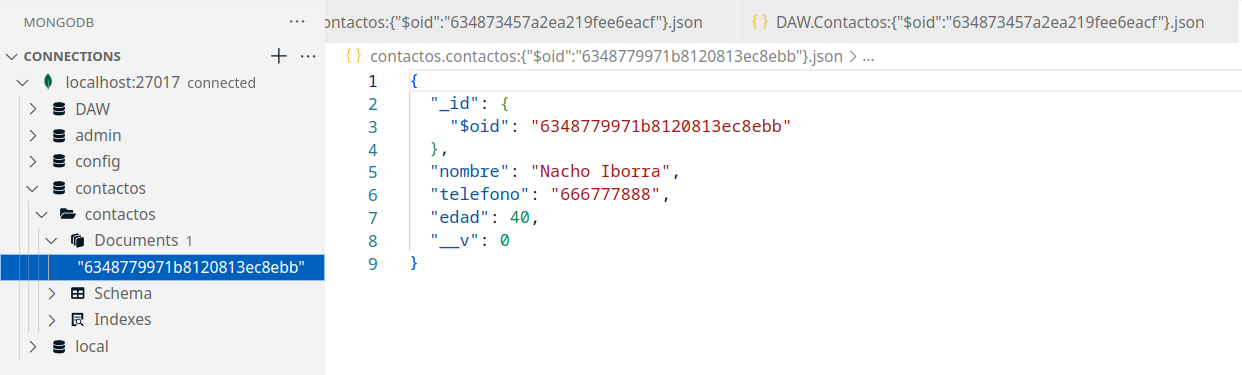 MONGODB ···
CONNECTIONS + ···
localhost:27017 connected
DAW
admin
config
contactos
contactos
Documents 1
"6348779971b8120813ec8ebb"
Schema
Indexes
local
ontactos:{"$oid":"634873457a2ea219fee6eacf"}.json
{} DAW.Contactos:{"$oid":"634873457a2ea219fee6eacf"}.json
{} contactos.contactos:{"$oid":"6348779971b8120813ec8ebb"}.json > ...
1 {
2 "_id": {
3 "$oid": "6348779971b8120813ec8ebb"
4 },
5 "nombre": "Nacho Iborra",
6 "telefono": "666777888",
7 "edad": 40,
8 "__v": 0
9 }